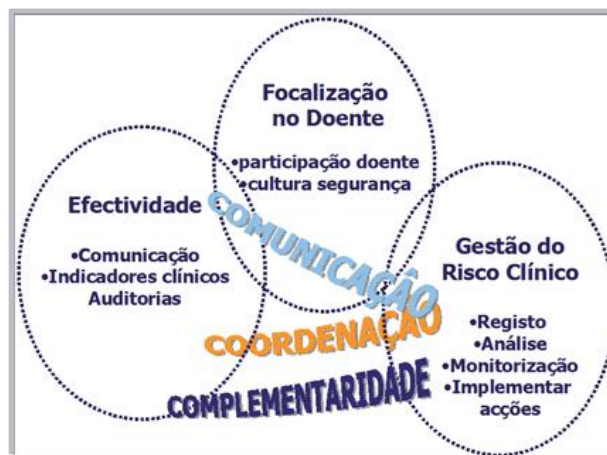 Focalização
no Doente
•participação doente
•cultura segurança
Efectividade
•Comunicação
•Indicadores clínicos
Auditorias
Gestão do
Risco Clínico
•Registo
•Análise
•Monitorização
•Implementar
acções
COMUNICAÇÃO
COORDENAÇÃO
COMPLEMENTARIDADE